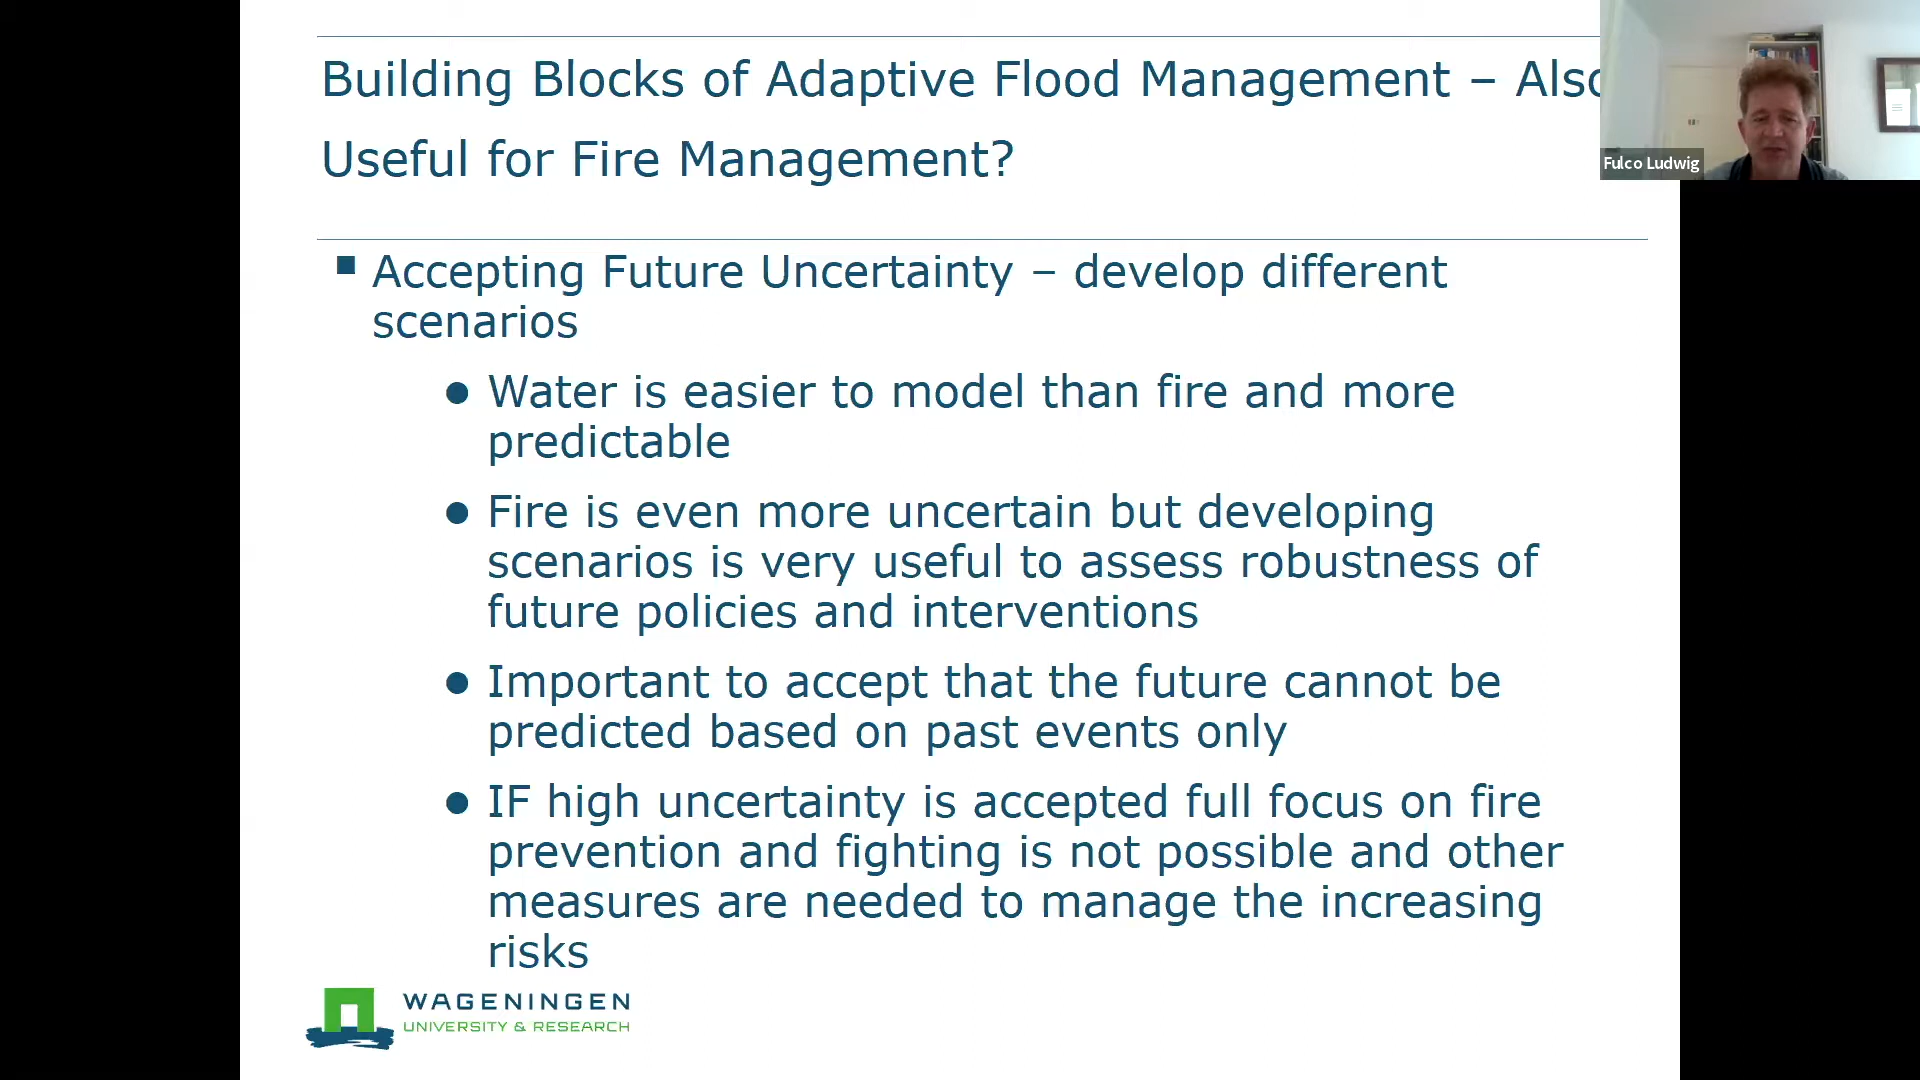 Building Blocks of Adaptive Flood Management – Also
Useful for Fire Management?
Fulco Ludwig
Accepting Future Uncertainty – develop different
scenarios
Water is easier to model than fire and more
predictable
Fire is even more uncertain but developing
scenarios is very useful to assess robustness of
future policies and interventions
Important to accept that the future cannot be
predicted based on past events only
IF high uncertainty is accepted full focus on fire
prevention and fighting is not possible and other
measures are needed to manage the increasing
risks
WAGENINGEN
UNIVERSITY & RESEARCH